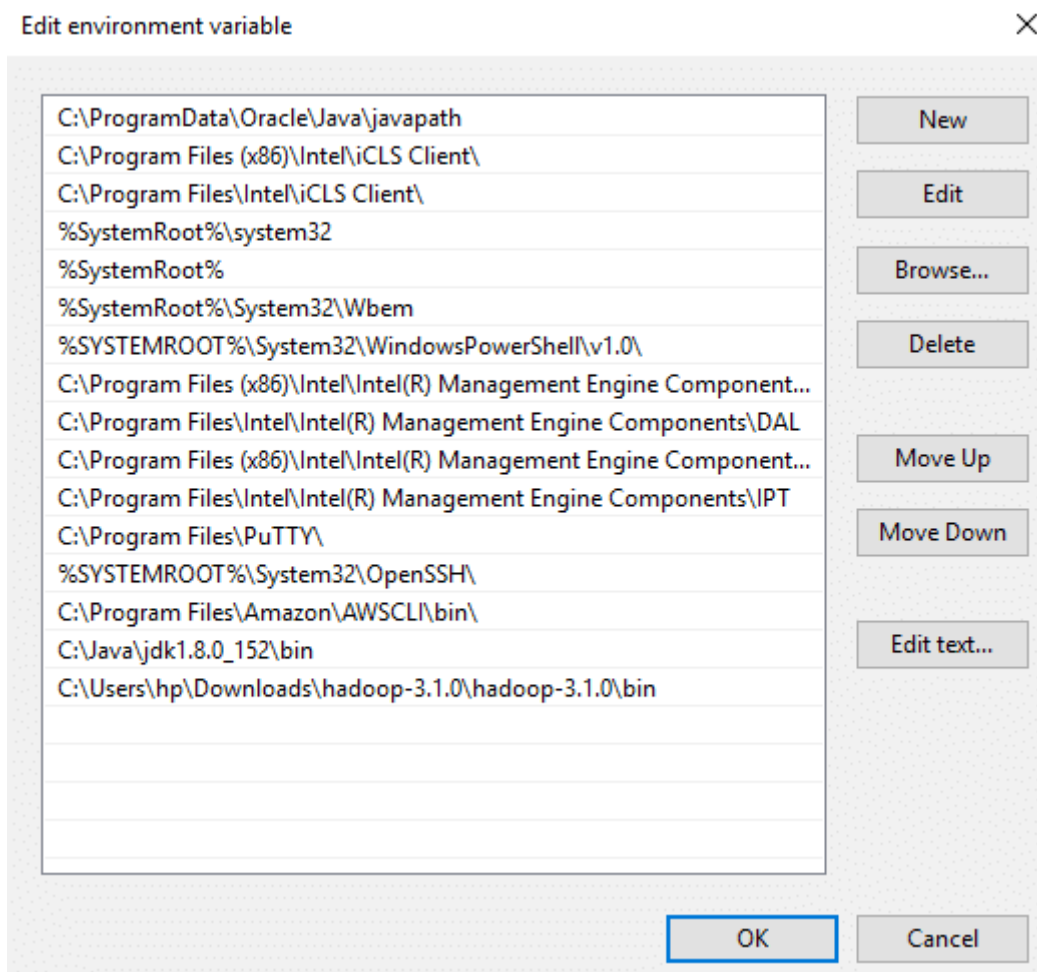 Edit environment variable
C:\ProgramData\Oracle\Java\javapath
C:\Program Files (x86)\Intel\iCLS Client\
C:\Program Files\Intel\iCLS Client\
%SystemRoot%\system32
%SystemRoot%
%SystemRoot%\System32\Wbem
%SYSTEMROOT%\System32\WindowsPowerShell\v1.0\
C:\Program Files (x86)\Intel\Intel(R) Management Engine Component...
C:\Program Files\Intel\Intel(R) Management Engine Components\DAL
C:\Program Files (x86)\Intel\Intel(R) Management Engine Component...
C:\Program Files\Intel\Intel(R) Management Engine Components\IPT
C:\Program Files\PuTTY\
%SYSTEMROOT%\System32\OpenSSH\
C:\Program Files\Amazon\AWSCLI\bin\
C:\Java\jdk1.8.0_152\bin
C:\Users\hp\Downloads\hadoop-3.1.0\hadoop-3.1.0\bin
New
Edit
Browse...
Delete
Move Up
Move Down
Edit text...
OK
Cancel